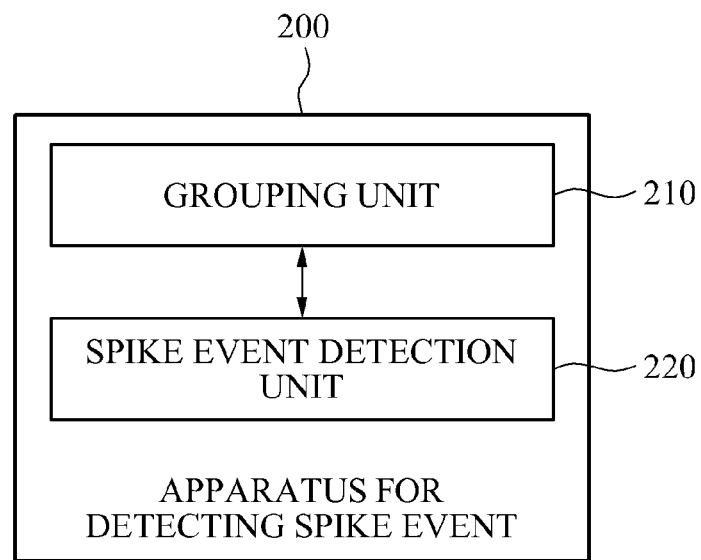 200
GROUPING UNIT
210
SPIKE EVENT DETECTION
UNIT
220
APPARATUS FOR
DETECTING SPIKE EVENT